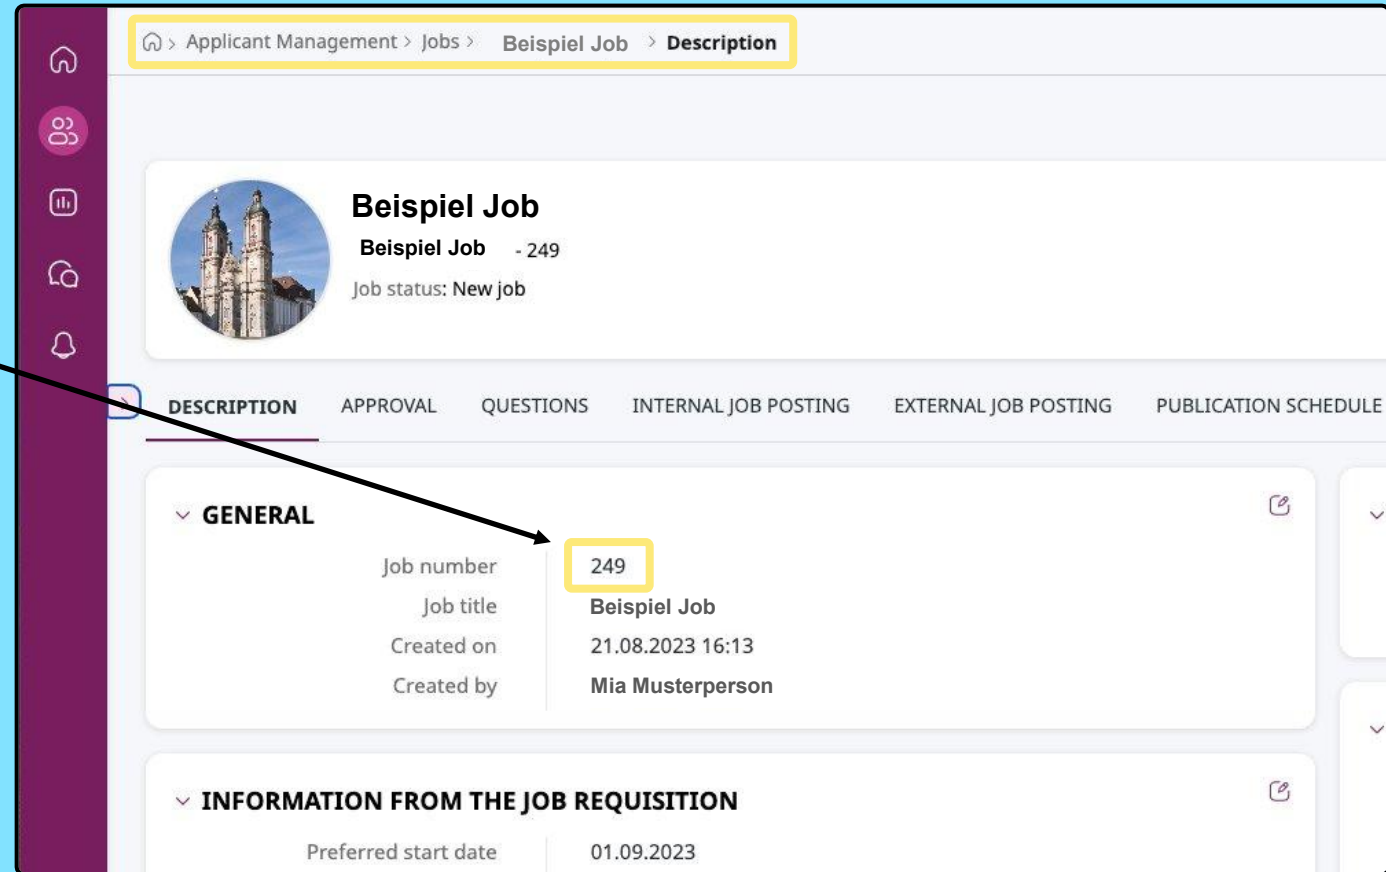 Applicant Management > Jobs > Beispiel Job > Description
Beispiel Job
Beispiel Job - 249
Job status: New job
DESCRIPTION APPROVAL QUESTIONS INTERNAL JOB POSTING EXTERNAL JOB POSTING PUBLICATION SCHEDULE
GENERAL
Job number 249
Job title Beispiel Job
Created on 21.08.2023 16:13
Created by Mia Musterperson
INFORMATION FROM THE JOB REQUISITION
Preferred start date 01.09.2023